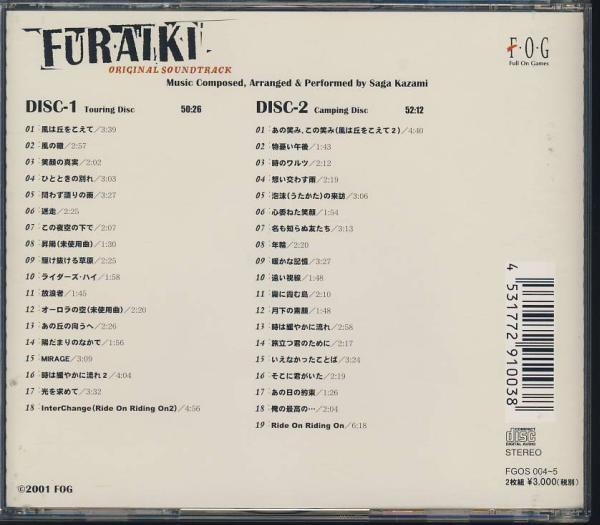 FURAIKI
ORIGINAL SOUNDTRACK
F・O・G
Full On Games
Music Composed, Arranged & Performed by Saga Kazami
DISC-1 Touring Disc 50:26
01 風は丘をこえて/3:39
02 風の轍/2:57
03 笑顔の真実/2:02
04 ひとときの別れ/3:03
05 問わず語りの雨/3:27
06 迷走/2:25
07 この夜空の下で/2:07
08 昇陽(未使用曲)/1:30
09 駆け抜ける草原/2:25
10 ライダーズ・ハイ/1:58
11 放浪者/1:45
12 オーロラの空(未使用曲)/2:20
13 あの丘の向うへ/2:26
14 陽だまりのなかで/1:56
15 MIRAGE/3:09
16 時は緩やかに流れ2/4:04
17 光を求めて/3:32
18 InterChange(Ride On Riding On2)/4:56
DISC-2 Camping Disc 52:12
01 あの笑み、この笑み(風は丘をこえて2)/4:40
02 物憂い午後/1:43
03 時のワルツ/2:12
04 想い交わす雨/2:19
05 泡沫(うたかた)の来訪/3:06
06 心委ねた笑顔/1:54
07 名も知らぬ友たち/3:13
08 年輪/2:20
09 暖かな記憶/3:27
10 遠い視線/1:48
11 霧に霞む島/2:10
12 月下の素顔/1:48
13 時は緩やかに流れ/2:58
14 旅立つ君のために/2:17
15 いえなかったことば/3:24
16 そこに君がいた/2:19
17 あの日の約束/1:26
18 俺の最高の…/2:04
19 Ride On Riding On/6:18
4 531772 910038
COMPACT
disc
DIGITAL AUDIO
STEREO
FGOS 004~5
2枚組 ¥3,000(税別)
©2001 FOG